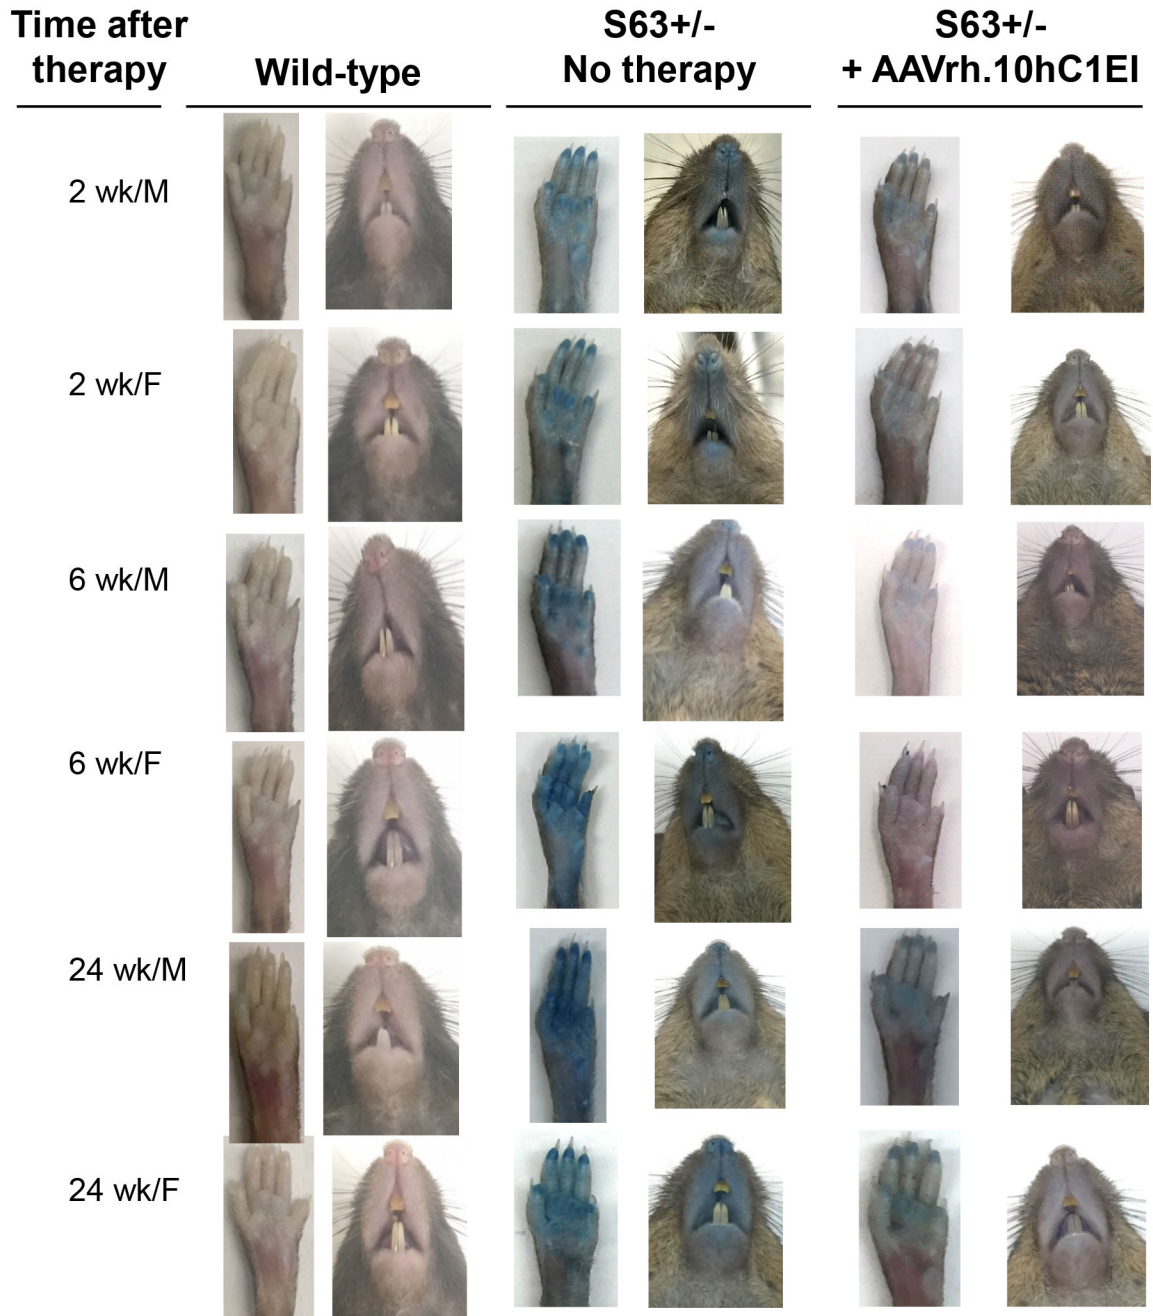 Time after
therapy
Wild-type
S63+/-
No therapy
S63+/-
+ AAVrh.10hC1EI
2 wk/M
2 wk/F
6 wk/M
6 wk/F
24 wk/M
24 wk/F